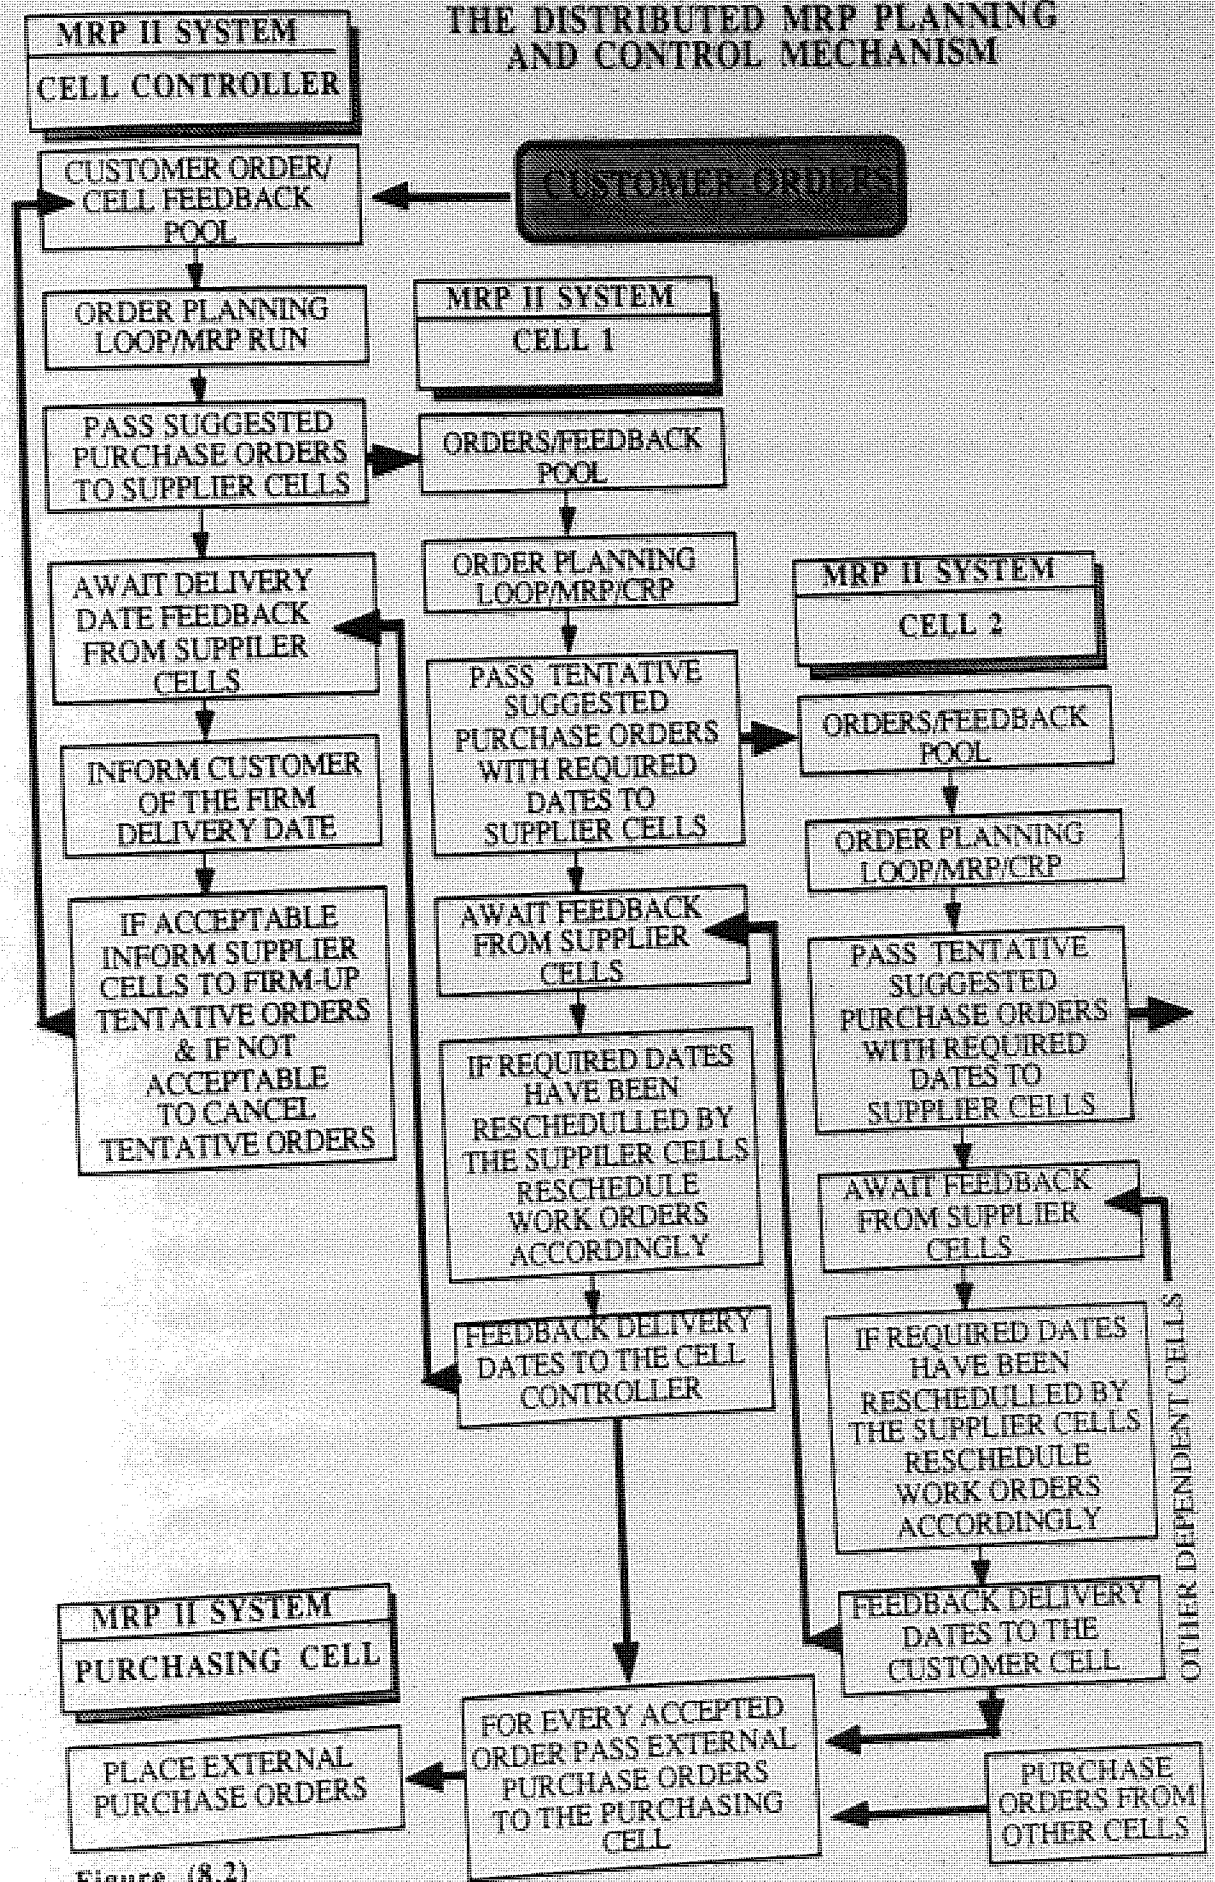 THE DISTRIBUTED MRP PLANNING
AND CONTROL MECHANISM
MRP II SYSTEM
CELL CONTROLLER
CUSTOMER ORDER/
CELL FEEDBACK
POOL
CUSTOMER ORDERS
ORDER PLANNING
LOOP/MRP RUN
PASS SUGGESTED
PURCHASE ORDERS
TO SUPPLIER CELLS
AWAIT DELIVERY
DATE FEEDBACK
FROM SUPPILER
CELLS
INFORM CUSTOMER
OF THE FIRM
DELIVERY DATE
IF ACCEPTABLE
INFORM SUPPLIER
CELLS TO FIRM-UP
TENTATIVE ORDERS
& IF NOT
ACCEPTABLE
TO CANCEL
TENTATIVE ORDERS
MRP II SYSTEM
CELL 1
ORDERS/FEEDBACK
POOL
ORDER PLANNING
LOOP/MRP/CRP
PASS TENTATIVE
SUGGESTED
PURCHASE ORDERS
WITH REQUIRED
DATES TO
SUPPLIER CELLS
AWAIT FEEDBACK
FROM SUPPLIER
CELLS
IF REQUIRED DATES
HAVE BEEN
RESCHEDULLED BY
THE SUPPILER CELLS
RESCHEDULE
WORK ORDERS
ACCORDINGLY
FEEDBACK DELIVERY
DATES TO THE CELL
CONTROLLER
MRP II SYSTEM
CELL 2
ORDERS/FEEDBACK
POOL
ORDER PLANNING
LOOP/MRP/CRP
PASS TENTATIVE
SUGGESTED
PURCHASE ORDERS
WITH REQUIRED
DATES TO
SUPPLIER CELLS
AWAIT FEEDBACK
FROM SUPPLIER
CELLS
IF REQUIRED DATES
HAVE BEEN
RESCHEDULLED BY
THE SUPPLIER CELLS
RESCHEDULE
WORK ORDERS
ACCORDINGLY
FEEDBACK DELIVERY
DATES TO THE
CUSTOMER CELL
OTHER DEPENDENT CELLS
MRP II SYSTEM
PURCHASING CELL
PLACE EXTERNAL
PURCHASE ORDERS
FOR EVERY ACCEPTED
ORDER PASS EXTERNAL
PURCHASE ORDERS
TO THE PURCHASING
CELL
PURCHASE
ORDERS FROM
OTHER CELLS
Figure (8.2)